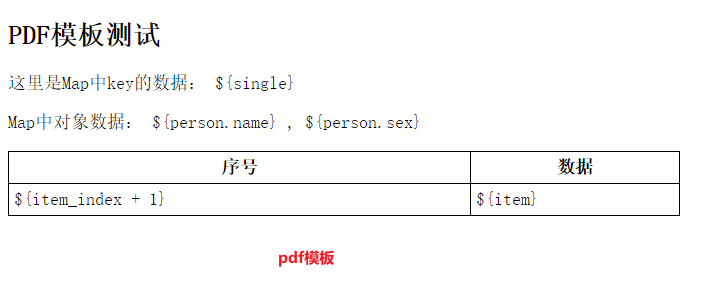 PDF模板测试
这里是Map中key的数据： ${single}
Map中对象数据： ${person.name} , ${person.sex}
序号 数据
${item_index + 1} ${item}
pdf模板